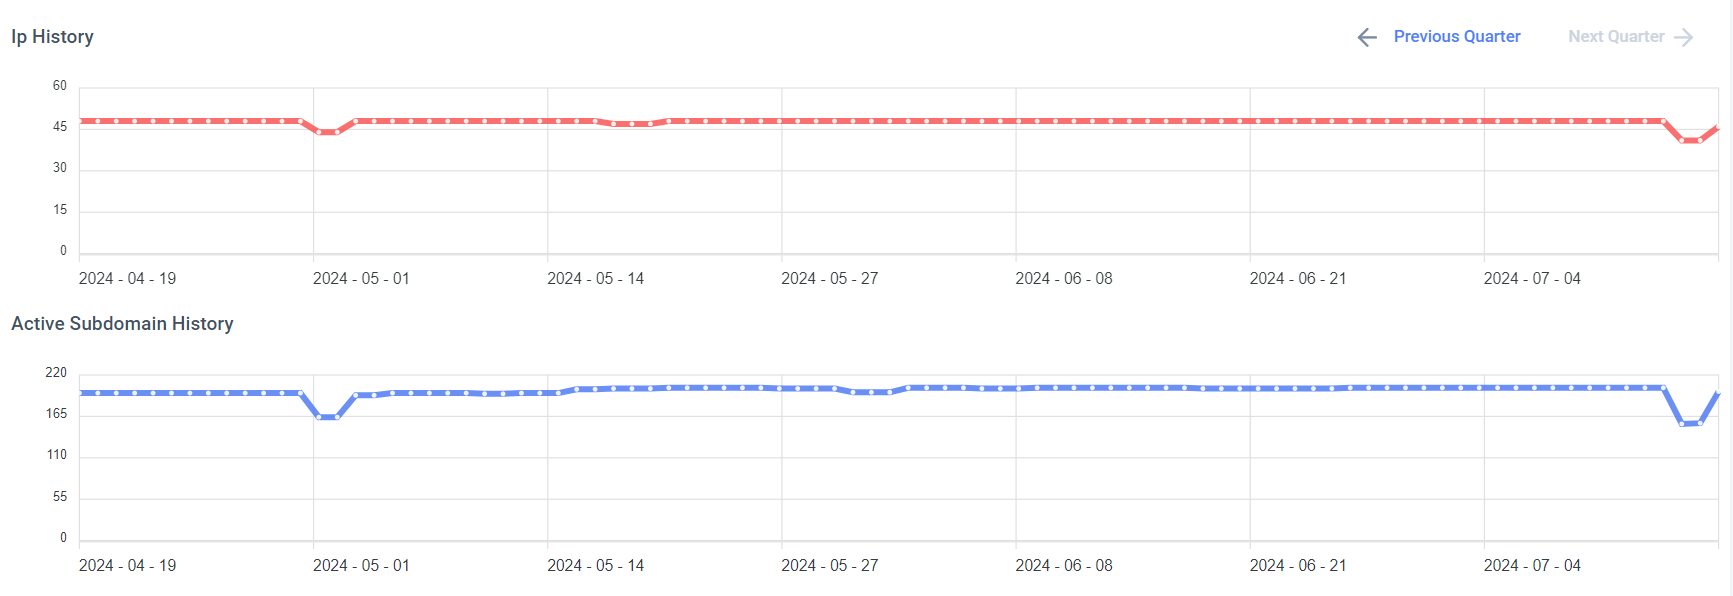 Ip History
Previous Quarter
Next Quarter
60
45
30
15
0
2024 - 04 - 19 2024 - 05 - 01 2024 - 05 - 14 2024 - 05 - 27 2024 - 06 - 08 2024 - 06 - 21 2024 - 07 - 04
Active Subdomain History
220
165
110
55
0
2024 - 04 - 19 2024 - 05 - 01 2024 - 05 - 14 2024 - 05 - 27 2024 - 06 - 08 2024 - 06 - 21 2024 - 07 - 04